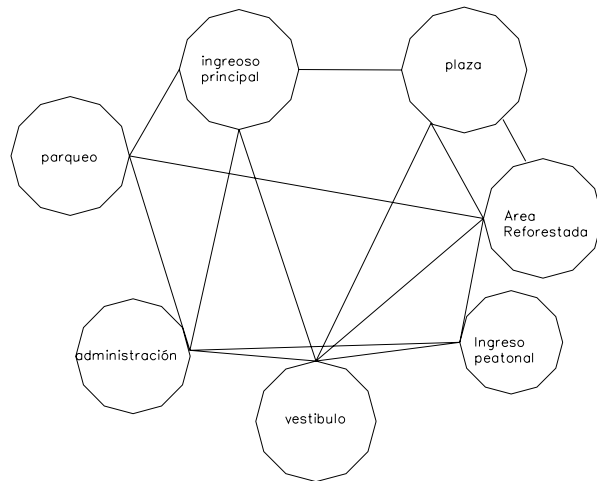 ingreoso
principal
plaza
parqueo
Area
Reforestada
administración
Ingreso
peatonal
vestibulo